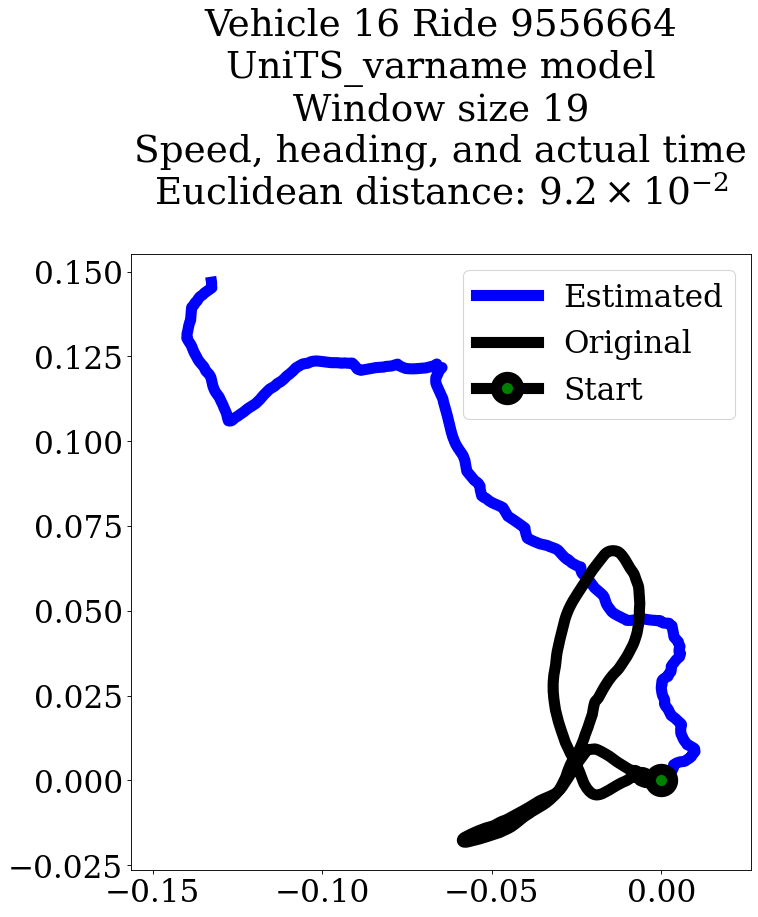 Vehicle 16 Ride 9556664
UniTS_varname model
Window size 19
Speed, heading, and actual time
Euclidean distance: 9.2 × 10⁻²
Estimated
Original
Start
0.150
0.125
0.100
0.075
0.050
0.025
0.000
−0.025
−0.15 −0.10 −0.05 0.00